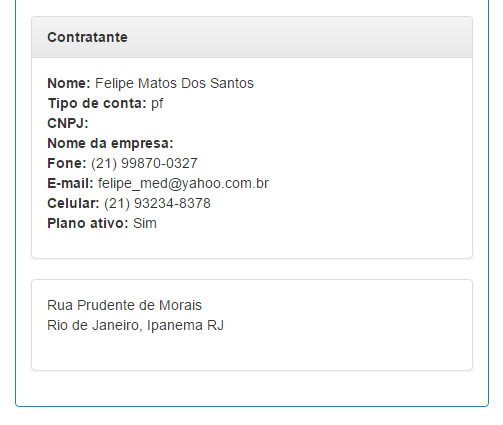 Contratante
Nome: Felipe Matos Dos Santos
Tipo de conta: pf
CNPJ:
Nome da empresa:
Fone: (21) 99870-0327
E-mail: felipe_med@yahoo.com.br
Celular: (21) 93234-8378
Plano ativo: Sim
Rua Prudente de Morais
Rio de Janeiro, Ipanema RJ